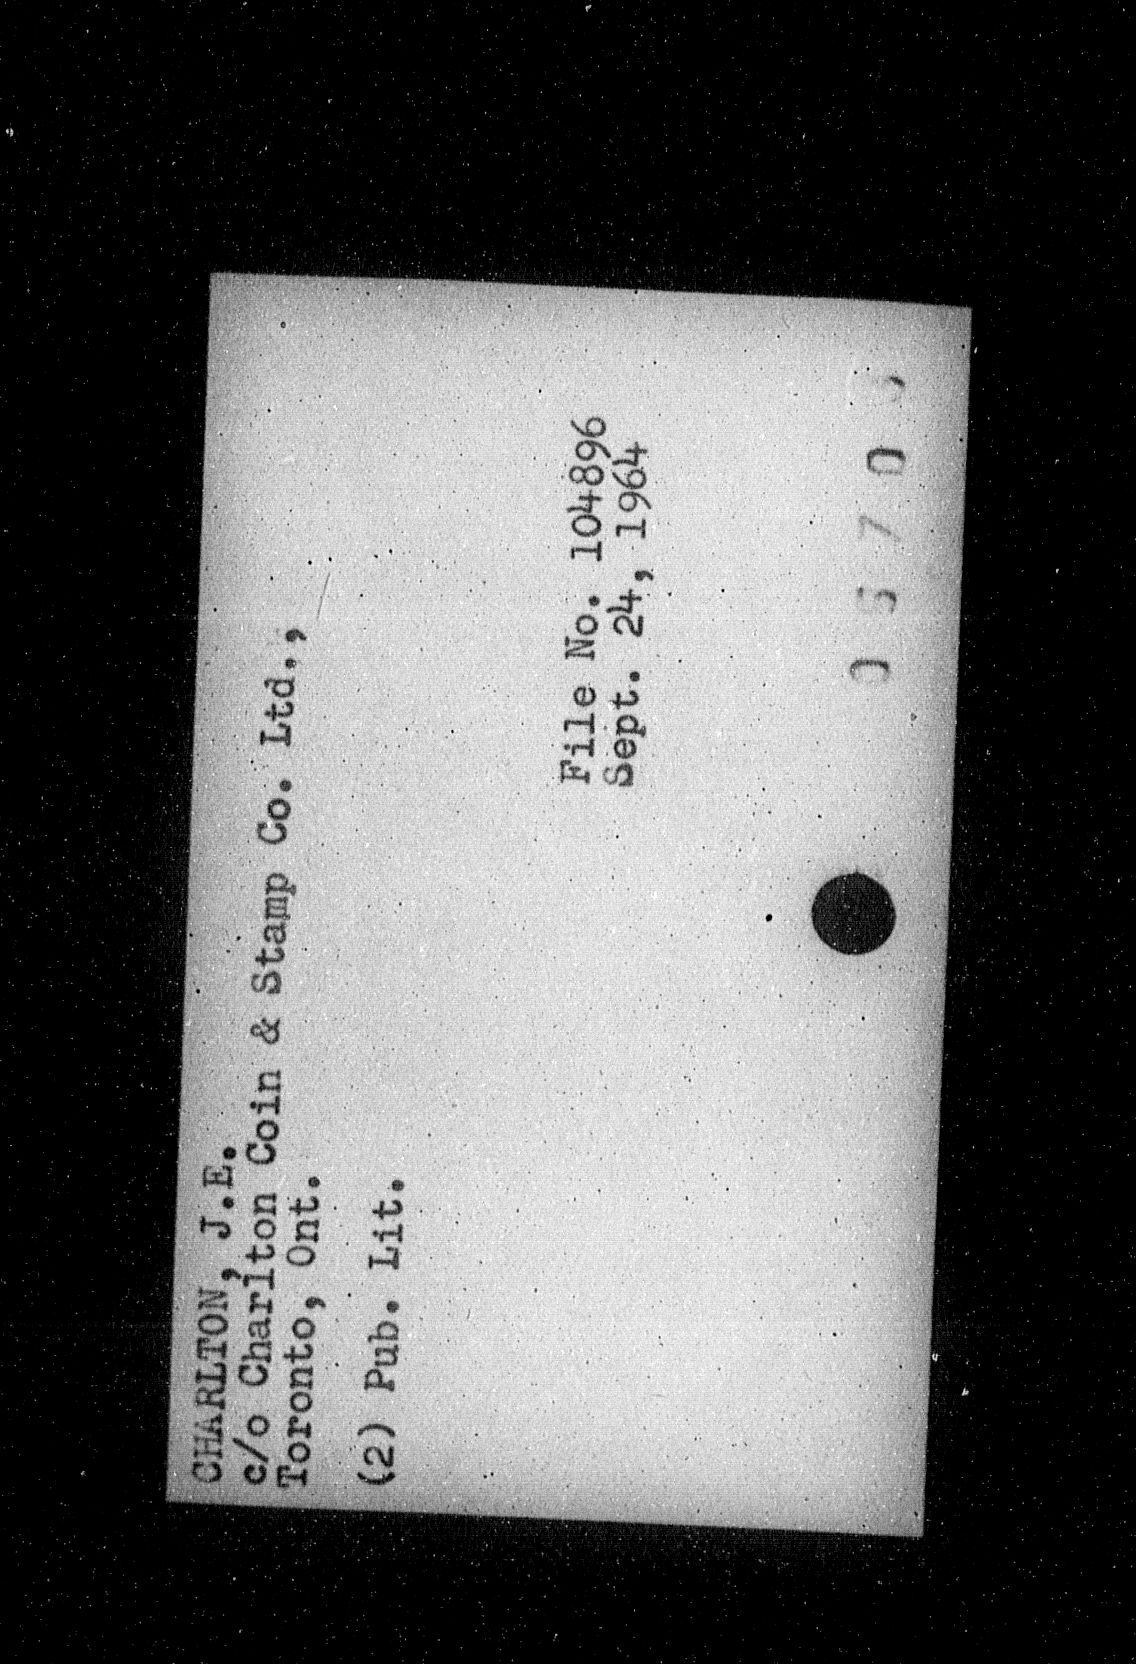 CHARLTON, J.E.
c/o Charlton Coin & Stamp Co. Ltd.,
Toronto, Ont.
(2) Pub. Lit.
File No. 104896
Sept. 24, 1964